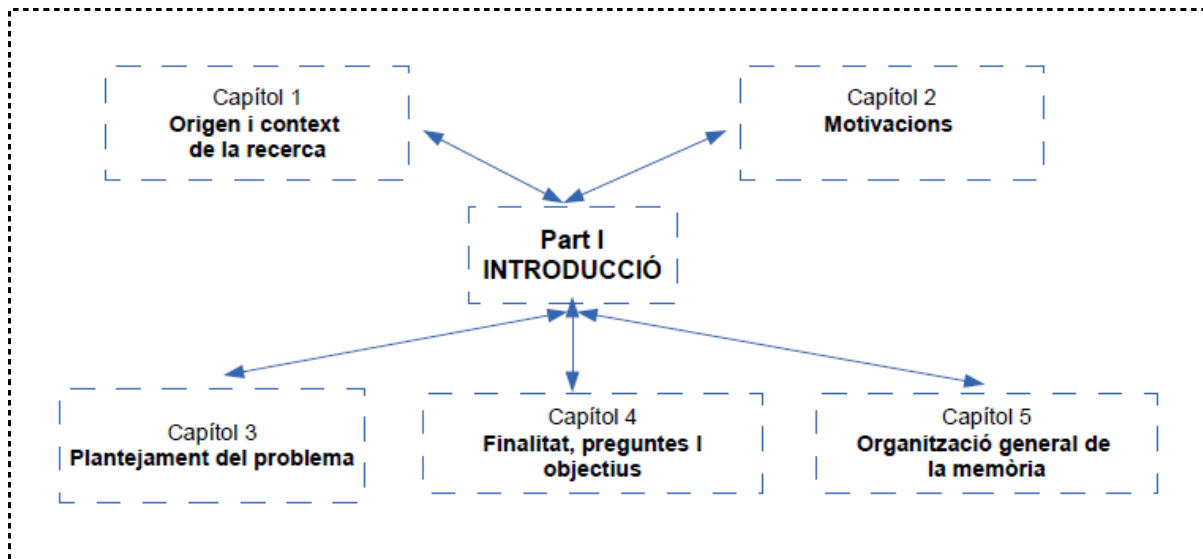 Capítol 1
Origen i context
de la recerca
Capítol 2
Motivacions
Part I
INTRODUCCIÓ
Capítol 3
Plantejament del problema
Capítol 4
Finalitat, preguntes I
objectius
Capítol 5
Organització general de
la memòria